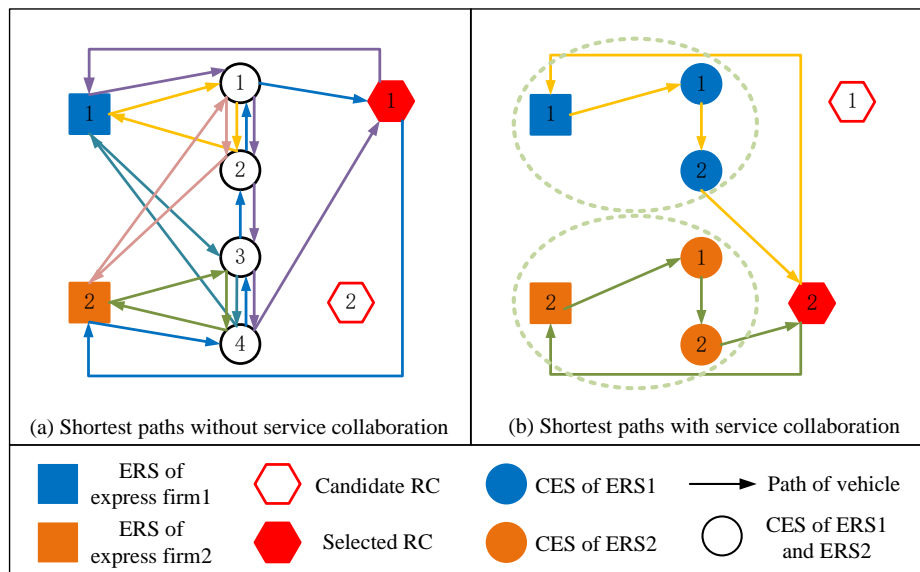 1
1
2
3
4
2
1
2
(a) Shortest paths without service collaboration
1
1
2
1
1
2
2
2
(b) Shortest paths with service collaboration
ERS of
express firm1
Candidate RC
CES of ERS1
Path of vehicle
ERS of
express firm2
Selected RC
CES of ERS2
CES of ERS1
and ERS2